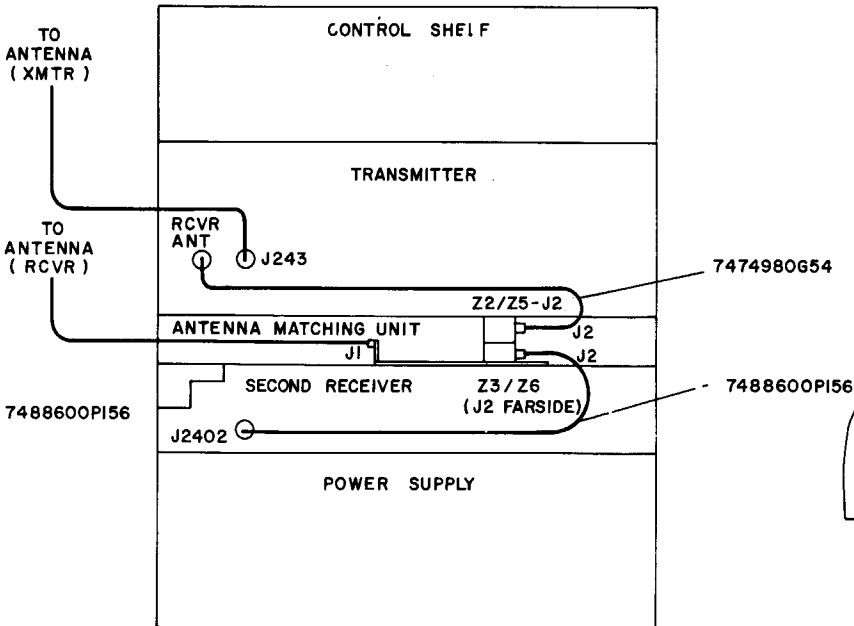 CONTROL SHELF
TO
ANTENNA
(XMTR)
TRANSMITTER
RCVR
ANT
J243
TO
ANTENNA
(RCVR)
7474980G54
Z2/Z5-J2
ANTENNA MATCHING UNIT
J2
J1
J2
SECOND RECEIVER
Z3/Z6
(J2 FARSIDE)
7488600P156
7488600P156
J2402
POWER SUPPLY